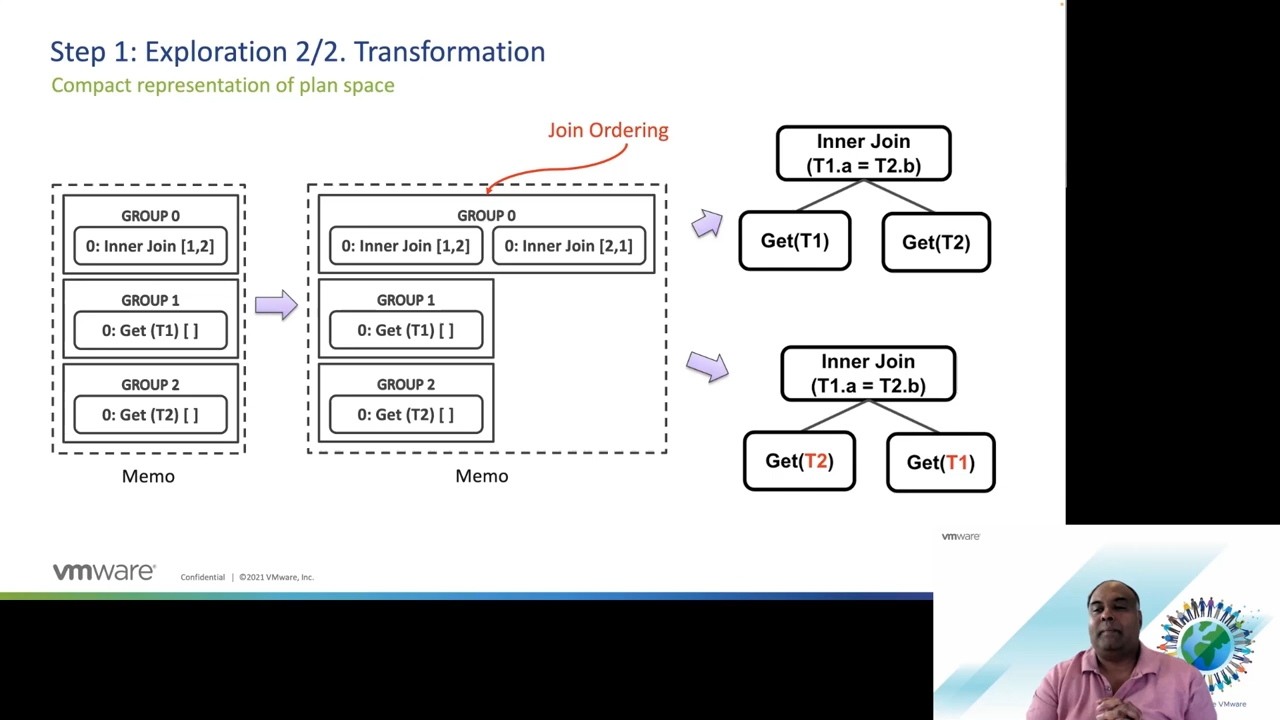 Step 1: Exploration 2/2. Transformation
Compact representation of plan space
Join Ordering
GROUP 0
0: Inner Join [1,2]
GROUP 1
0: Get (T1) [ ]
GROUP 2
0: Get (T2) [ ]
Memo
GROUP 0
0: Inner Join [1,2]
0: Inner Join [2,1]
GROUP 1
0: Get (T1) [ ]
GROUP 2
0: Get (T2) [ ]
Memo
Inner Join
(T1.a = T2.b)
Get(T1)
Get(T2)
Inner Join
(T1.a = T2.b)
Get(T2)
Get(T1)
vmware®
Confidential | ©2021 VMware, Inc.
vmware®
VMware